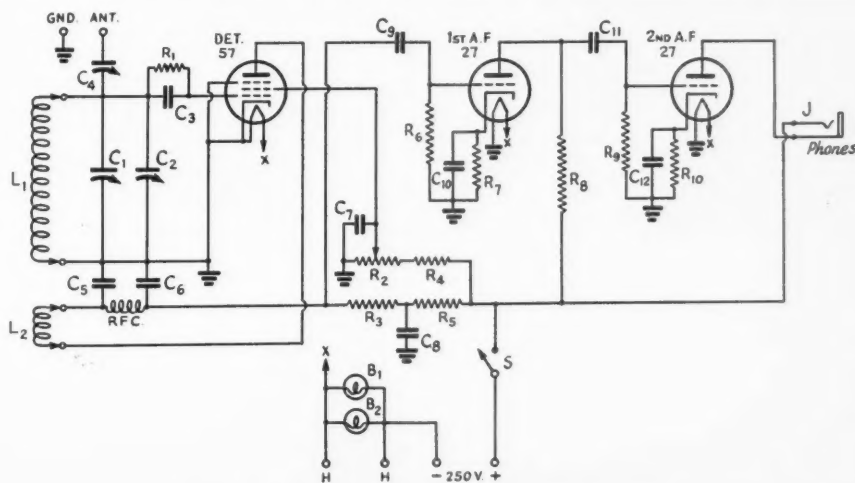 GND. ANT.
DET.
57
1ST A.F
27
2ND A.F
27
R1
C4
C3
C9
C11
J
Phones
C1
C2
L1
X
R6
C10
R7
X
R8
R9
C12
R10
X
C7
R2
R4
C5
C6
RFC.
R3
R5
C8
L2
S
X
B1
B2
H
H
- 250 V. +